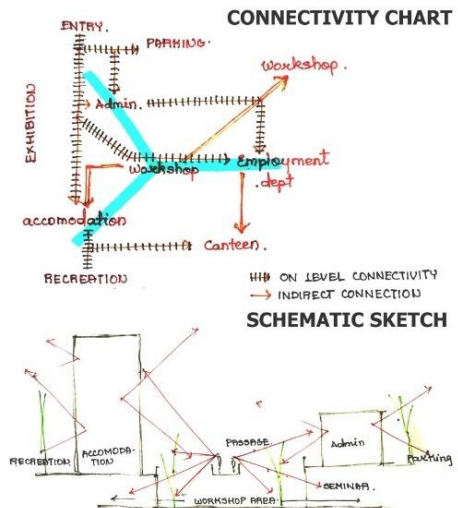 CONNECTIVITY CHART
ENTRY.
PARKING.
Workshop.
Admin.
EXHIBITION
Workshop
Employment
.dept
accomodation
Canteen.
RECREATION
ON LEVEL CONNECTIVITY
INDIRECT CONNECTION
SCHEMATIC SKETCH
PASSAGE
Admin
RECREATION
ACCOMODA-
TION
Parking
SEMINAR.
WORKSHOP AREA